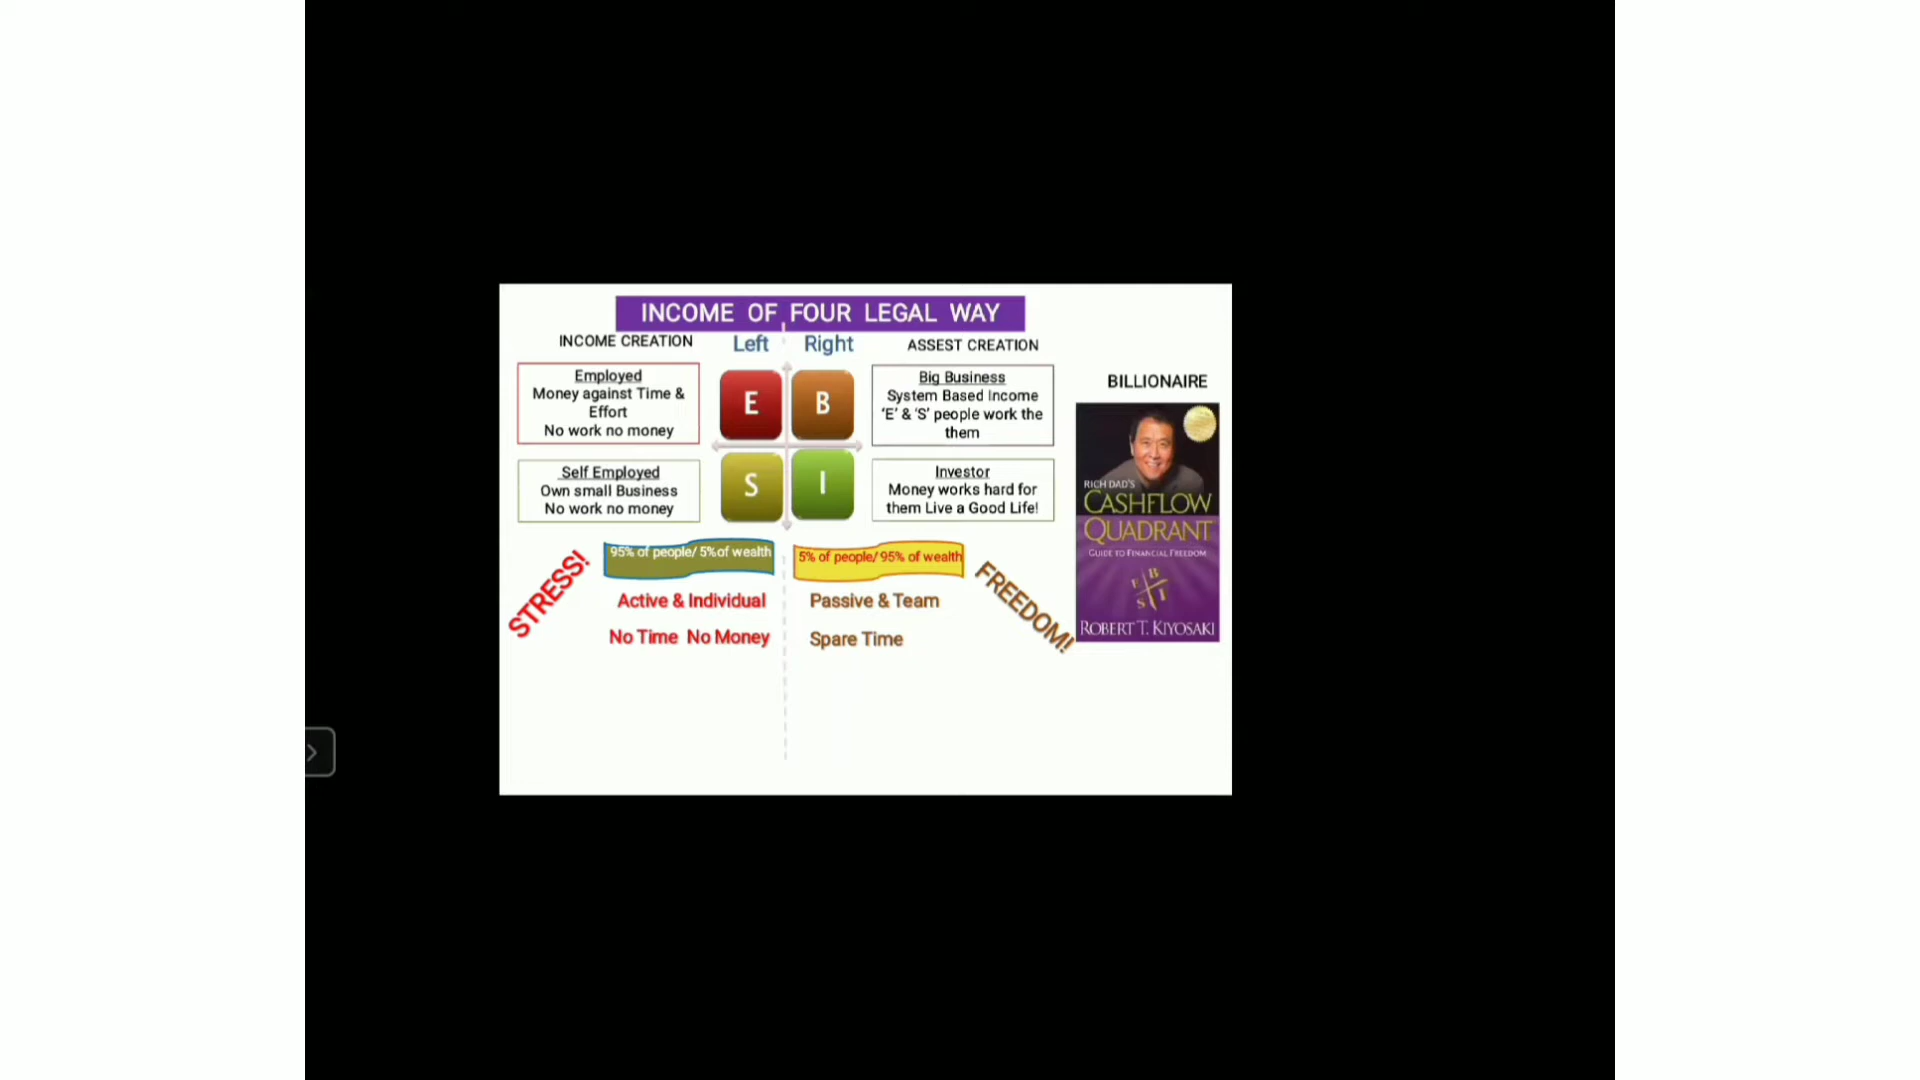 INCOME OF FOUR LEGAL WAY
INCOME CREATION
Left
Right
ASSEST CREATION
Employed
Money against Time &
Effort
No work no money
E
B
Big Business
System Based Income
‘E’ & ‘S’ people work the
them
Self Employed
Own small Business
No work no money
S
I
Investor
Money works hard for
them Live a Good Life!
STRESS!
95% of people/ 5%of wealth
5% of people/ 95% of wealth
FREEDOM!
Active & Individual
Passive & Team
No Time No Money
Spare Time
BILLIONAIRE
RICH DAD'S
CASHFLOW
QUADRANT
GUIDE TO FINANCIAL FREEDOM
E B
S I
ROBERT T. KIYOSAKI